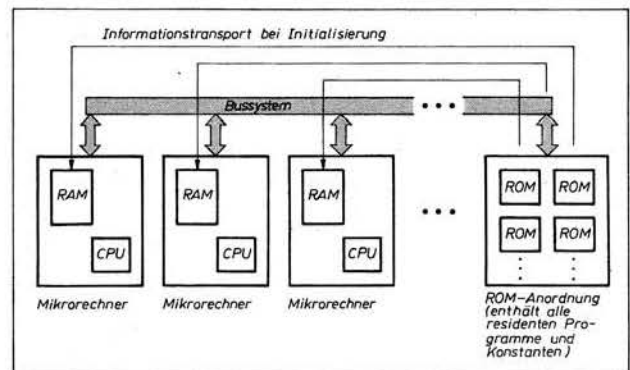 Informationstransport bei Initialisierung
Bussystem
RAM
CPU
Mikrorechner
RAM
CPU
Mikrorechner
RAM
CPU
Mikrorechner
ROM
ROM
ROM
ROM
ROM-Anordnung
(enthält alle
residenten Pro-
gramme und
Konstanten)